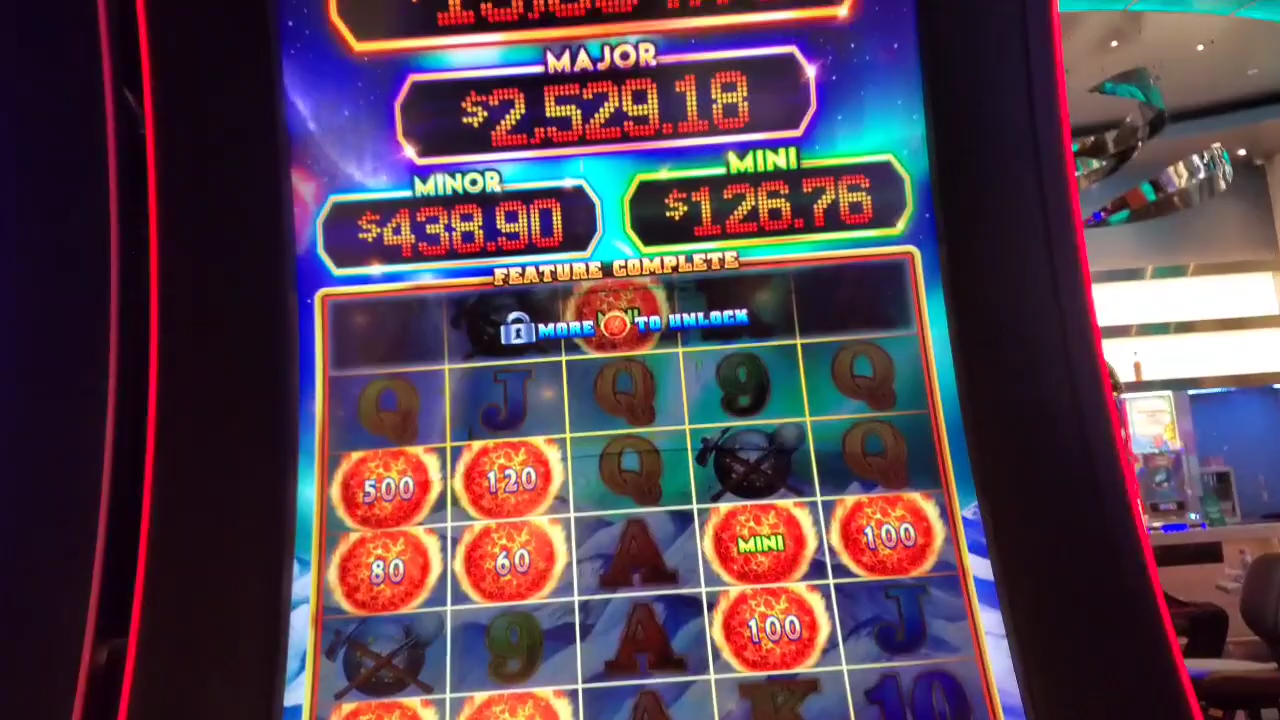 MAJOR
$2,529.18
MINOR
$438.90
MINI
$126.76
FEATURE COMPLETE
MORE TO UNLOCK
Q J Q 9 Q
500 120 Q Q
80 60 A MINI 100
9 A 100 J
A K 10